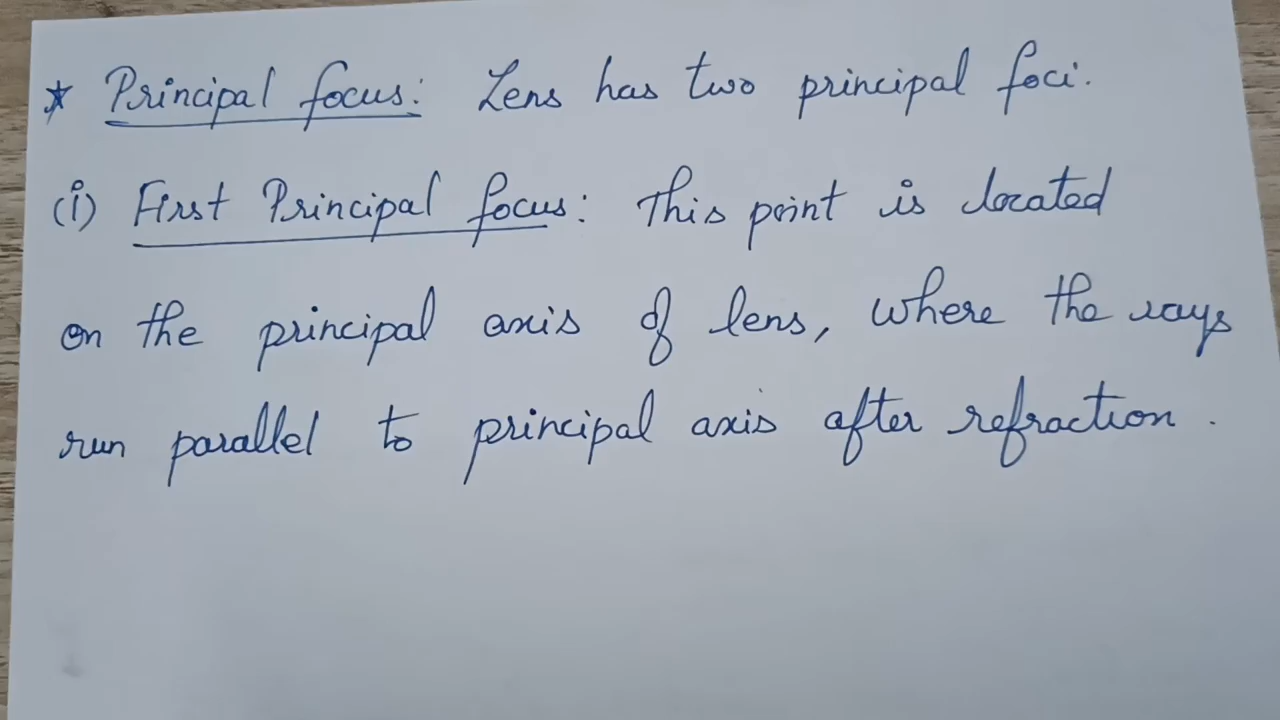 * Principal focus: Lens has two principal foci.
(i) First Principal focus: This point is located
on the principal axis of lens, where the rays
run parallel to principal axis after refraction.